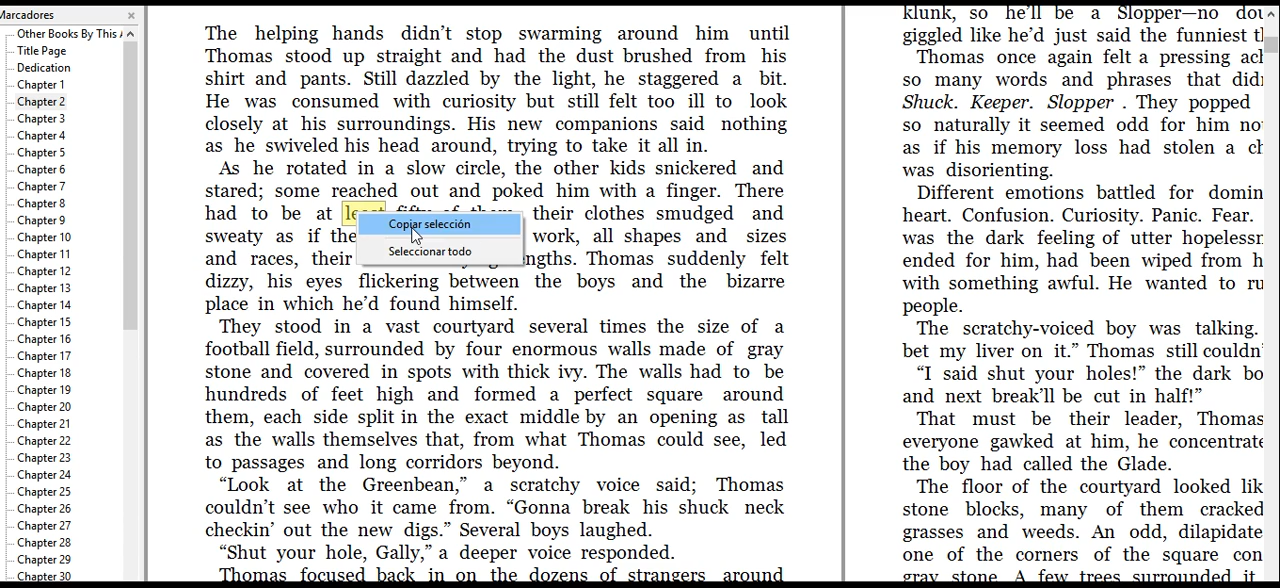 Marcadores
Other Books By This A
Title Page
Dedication
Chapter 1
Chapter 2
Chapter 3
Chapter 4
Chapter 5
Chapter 6
Chapter 7
Chapter 8
Chapter 9
Chapter 10
Chapter 11
Chapter 12
Chapter 13
Chapter 14
Chapter 15
Chapter 16
Chapter 17
Chapter 18
Chapter 19
Chapter 20
Chapter 21
Chapter 22
Chapter 23
Chapter 24
Chapter 25
Chapter 26
Chapter 27
Chapter 28
Chapter 29
Chapter 30
The helping hands didn’t stop swarming around him until
Thomas stood up straight and had the dust brushed from his
shirt and pants. Still dazzled by the light, he staggered a bit.
He was consumed with curiosity but still felt too ill to look
closely at his surroundings. His new companions said nothing
as he swiveled his head around, trying to take it all in.
As he rotated in a slow circle, the other kids snickered and
stared; some reached out and poked him with a finger. There
had to be at least fifty of them, their clothes smudged and
sweaty as if the work, all shapes and sizes
and races, their lengths. Thomas suddenly felt
dizzy, his eyes flickering between the boys and the bizarre
place in which he’d found himself.
They stood in a vast courtyard several times the size of a
football field, surrounded by four enormous walls made of gray
stone and covered in spots with thick ivy. The walls had to be
hundreds of feet high and formed a perfect square around
them, each side split in the exact middle by an opening as tall
as the walls themselves that, from what Thomas could see, led
to passages and long corridors beyond.
“Look at the Greenbean,” a scratchy voice said; Thomas
couldn’t see who it came from. “Gonna break his shuck neck
checkin’ out the new digs.” Several boys laughed.
“Shut your hole, Gally,” a deeper voice responded.
Thomas focused back in on the dozens of strangers around
Copiar selección
Seleccionar todo
klunk, so he’ll be a Slopper—no dou
giggled like he’d just said the funniest t
Thomas once again felt a pressing ac
so many words and phrases that did
Shuck. Keeper. Slopper . They popped
so naturally it seemed odd for him no
as if his memory loss had stolen a c
was disorienting.
Different emotions battled for domin
heart. Confusion. Curiosity. Panic. Fear.
was the dark feeling of utter hopelessn
ended for him, had been wiped from h
with something awful. He wanted to ru
people.
The scratchy-voiced boy was talking.
bet my liver on it.” Thomas still couldn’
“I said shut your holes!” the dark bo
and next break’ll be cut in half!”
That must be their leader, Thomas
everyone gawked at him, he concentrate
the boy had called the Glade.
The floor of the courtyard looked lik
stone blocks, many of them cracked
grasses and weeds. An odd, dilapidate
one of the corners of the square con
gray stone. A few trees surrounded it